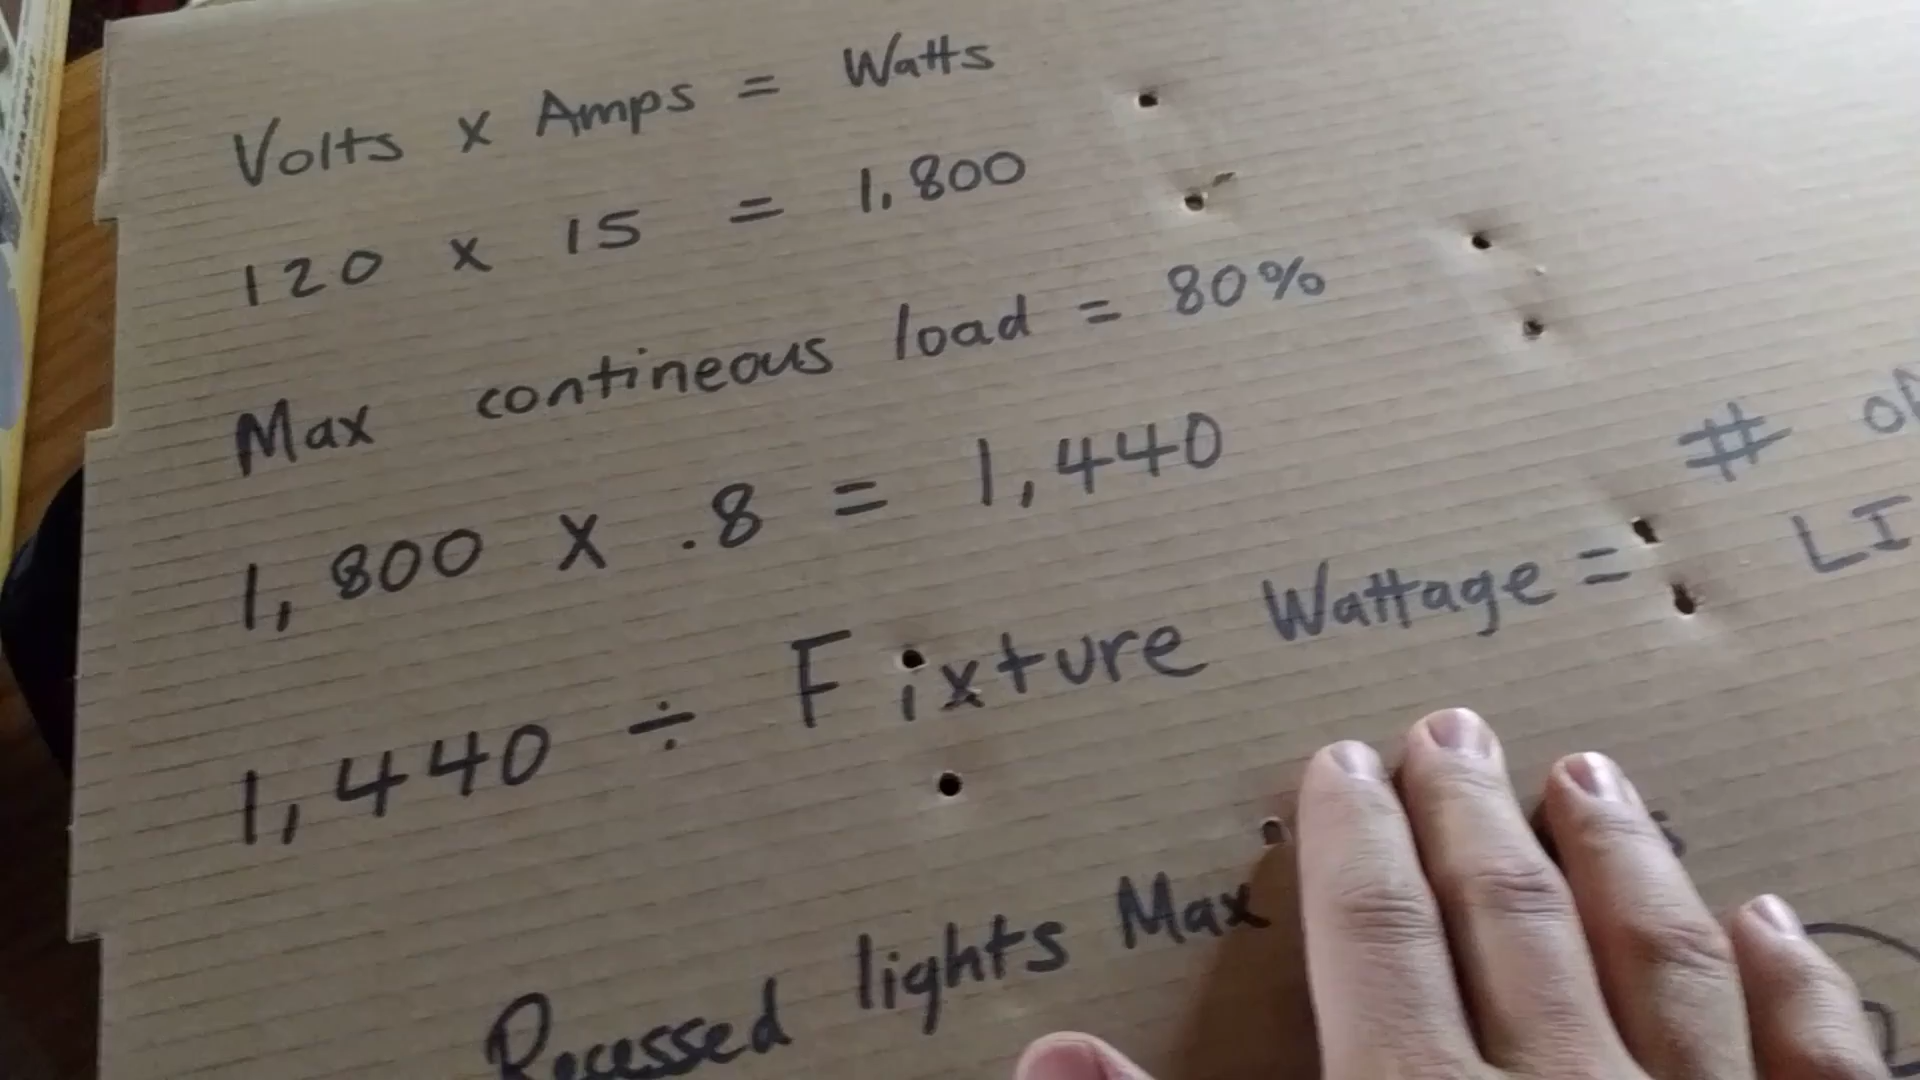 Volts x Amps = Watts
120 x 15 = 1.800
Max contineous load = 80%
1,800 x .8 = 1,440
1,440 ÷ Fixture Wattage = #
Recessed lights Max